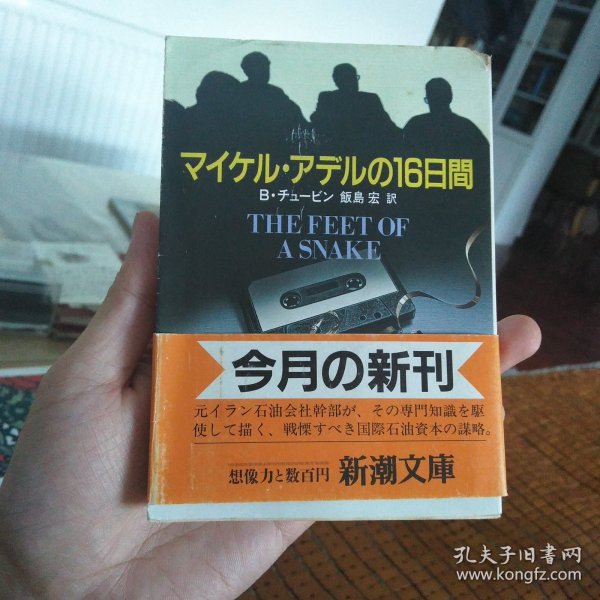 マイケル・アデルの16日間
B・チュービン 飯島 宏 訳
THE FEET OF
A SNAKE
今月の新刊
元イラン石油会社幹部が、その専門知識を駆
使して描く、戦慄すべき国際石油資本の謀略。
想像力と数百円 新潮文庫
孔夫子旧书网
www.kongfz.com